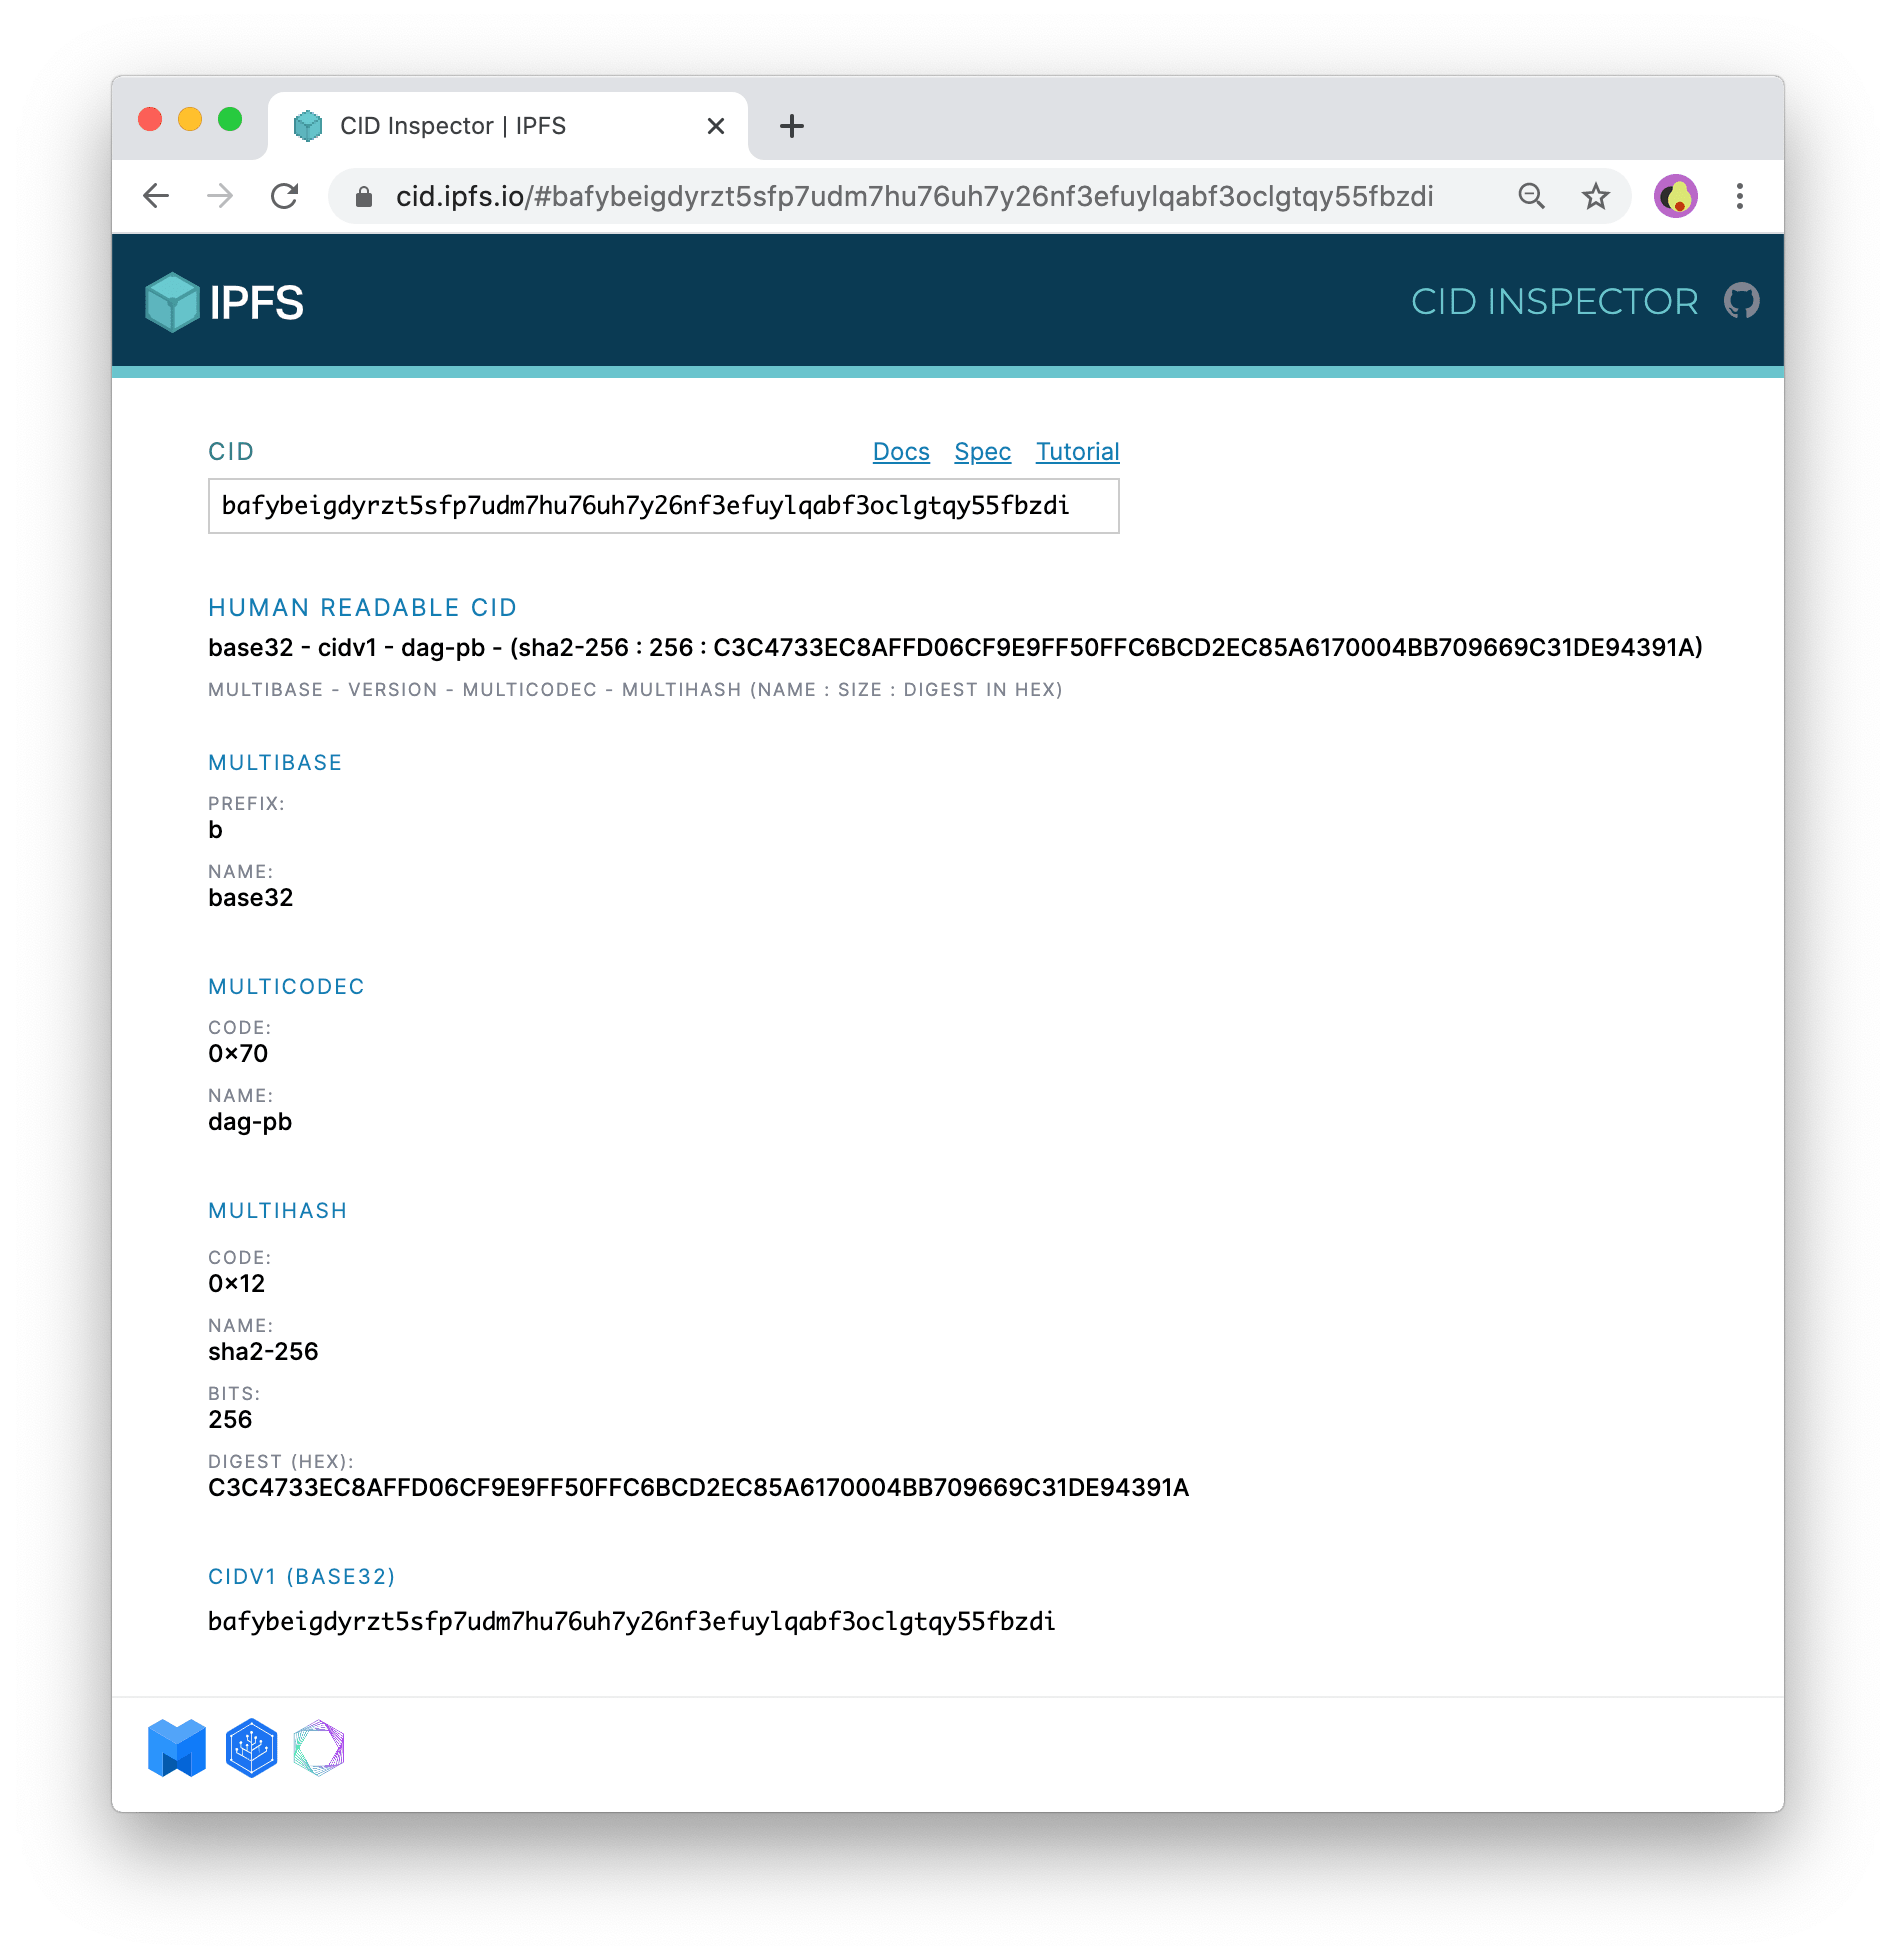 CID Inspector | IPFS
cid.ipfs.io/#bafybeigdyrzt5sfp7udm7hu76uh7y26nf3efuylqabf3oclgtqy55fbzdi
IPFS
CID INSPECTOR
CID
Docs Spec Tutorial
bafybeigdyrzt5sfp7udm7hu76uh7y26nf3efuylqabf3oclgtqy55fbzdi
HUMAN READABLE CID
base32 - cidv1 - dag-pb - (sha2-256 : 256 : C3C4733EC8AFFD06CF9E9FF50FFC6BCD2EC85A6170004BB709669C31DE94391A)
MULTIBASE - VERSION - MULTICODEC - MULTIHASH (NAME : SIZE : DIGEST IN HEX)
MULTIBASE
PREFIX:
b
NAME:
base32
MULTICODEC
CODE:
0×70
NAME:
dag-pb
MULTIHASH
CODE:
0×12
NAME:
sha2-256
BITS:
256
DIGEST (HEX):
C3C4733EC8AFFD06CF9E9FF50FFC6BCD2EC85A6170004BB709669C31DE94391A
CIDV1 (BASE32)
bafybeigdyrzt5sfp7udm7hu76uh7y26nf3efuylqabf3oclgtqy55fbzdi